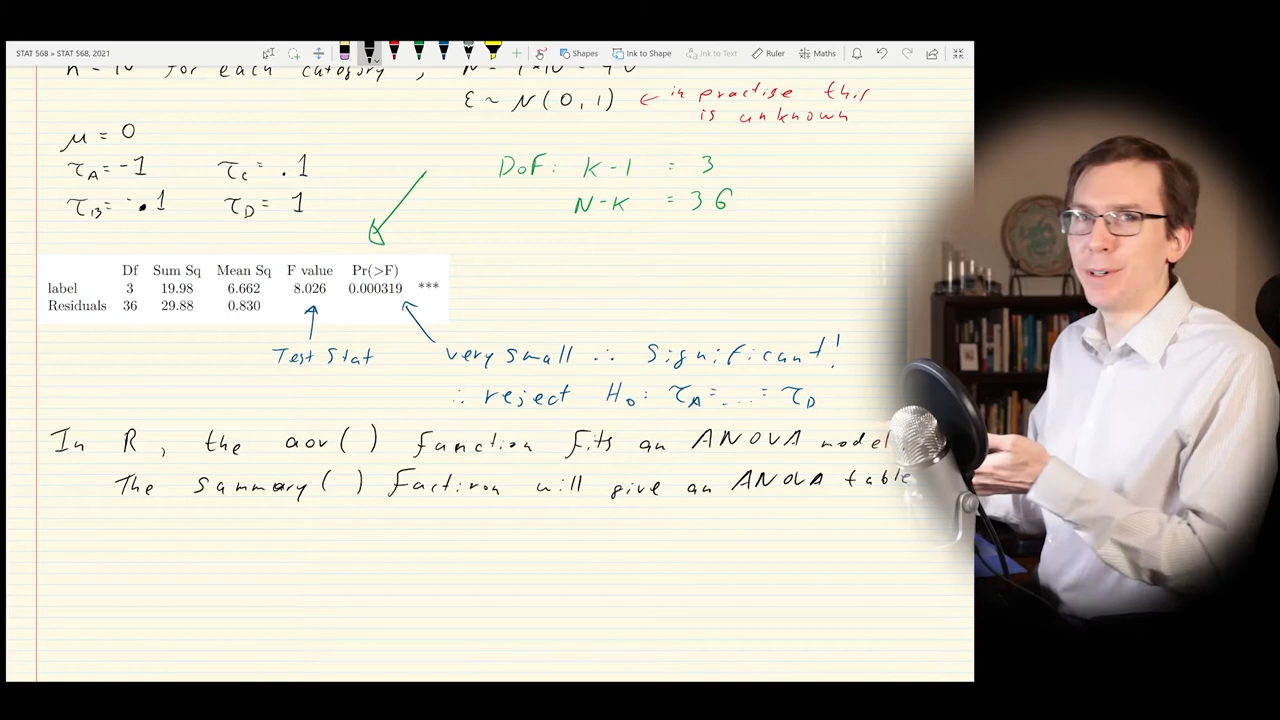 STAT 568 » STAT 568, 2021
Shapes Ink to Shape Ink to Text Ruler Maths
n = 10 for each category, N = 4*10 = 40
ε ~ N(0, 1) ← in practise this
is unknown
μ = 0
τA = -1 τC = .1
τB = -.1 τD = 1
DoF: K-1 = 3
N-K = 36
Df Sum Sq Mean Sq F value Pr(>F)
label 3 19.98 6.662 8.026 0.000319 ***
Residuals 36 29.88 0.830
Test Stat
very small ∴ significant!
∴ reject H0: τA = ... = τD
In R, the aov( ) function fits an ANOVA model
The summary( ) Factiron will give an ANOVA table